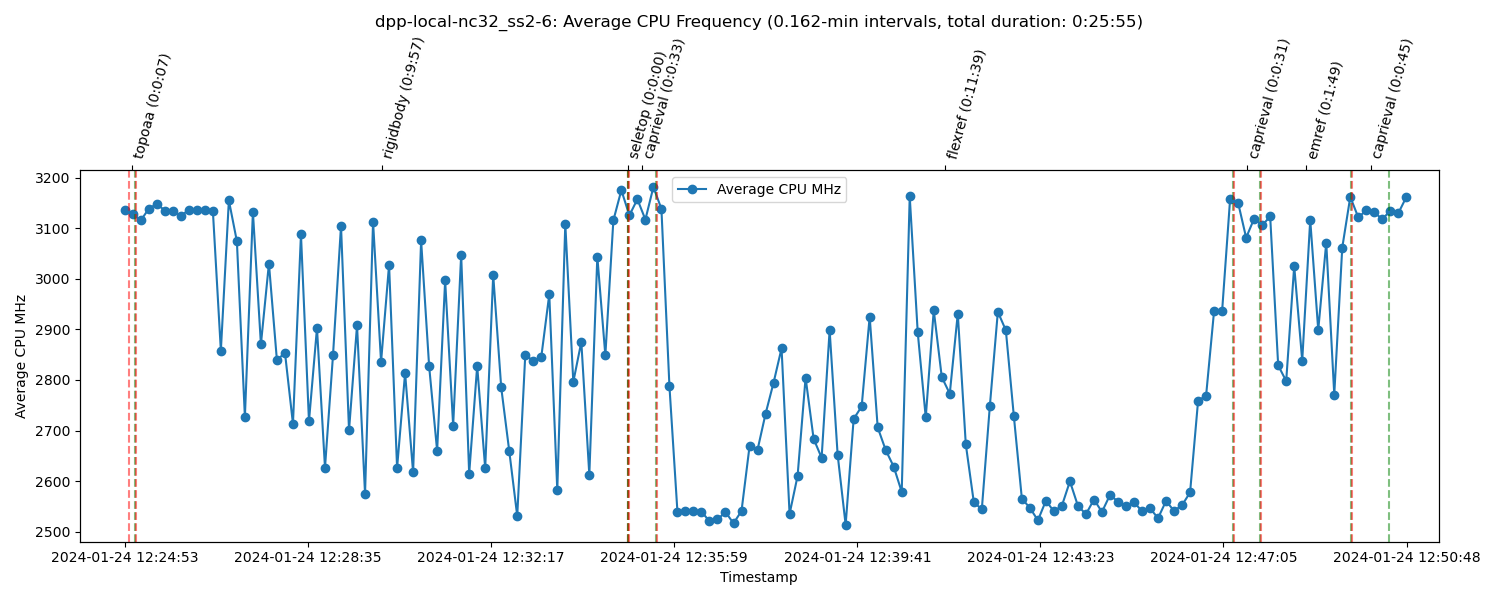 dpp-local-nc32_ss2-6: Average CPU Frequency (0.162-min intervals, total duration: 0:25:55)
topoaa (0:0:07)
rigidbody (0:9:57)
seletop (0:0:00)
caprieval (0:0:33)
flexref (0:11:39)
caprieval (0:0:31)
emref (0:1:49)
caprieval (0:0:45)
Average CPU MHz
3200
3100
3000
2900
2800
2700
2600
2500
Average CPU MHz
2024-01-24 12:24:53
2024-01-24 12:28:35
2024-01-24 12:32:17
2024-01-24 12:35:59
2024-01-24 12:39:41
2024-01-24 12:43:23
2024-01-24 12:47:05
2024-01-24 12:50:48
Timestamp